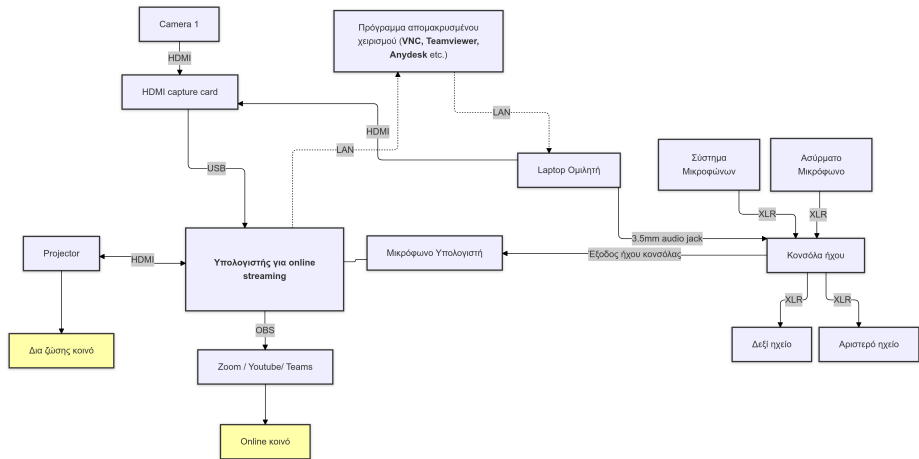 Camera 1
Πρόγραμμα απομακρυσμένου
χειρισμού (VNC, Teamviewer,
Anydesk etc.)
HDMI
HDMI capture card
LAN
HDMI
LAN
Σύστημα
Μικροφώνων
Ασύρματο
Μικρόφωνο
USB
Laptop Ομιλητή
XLR
XLR
3.5mm audio jack
Projector
HDMI
Υπολογιστής για online
streaming
Μικρόφωνο Υπολογιστή
Εξοδος ήχου κονσόλας
Κονσόλα ήχου
XLR
XLR
OBS
Δια ζώσης κοινό
Δεξί ηχείο
Αριστερό ηχείο
Zoom / Youtube/ Teams
Online κοινό